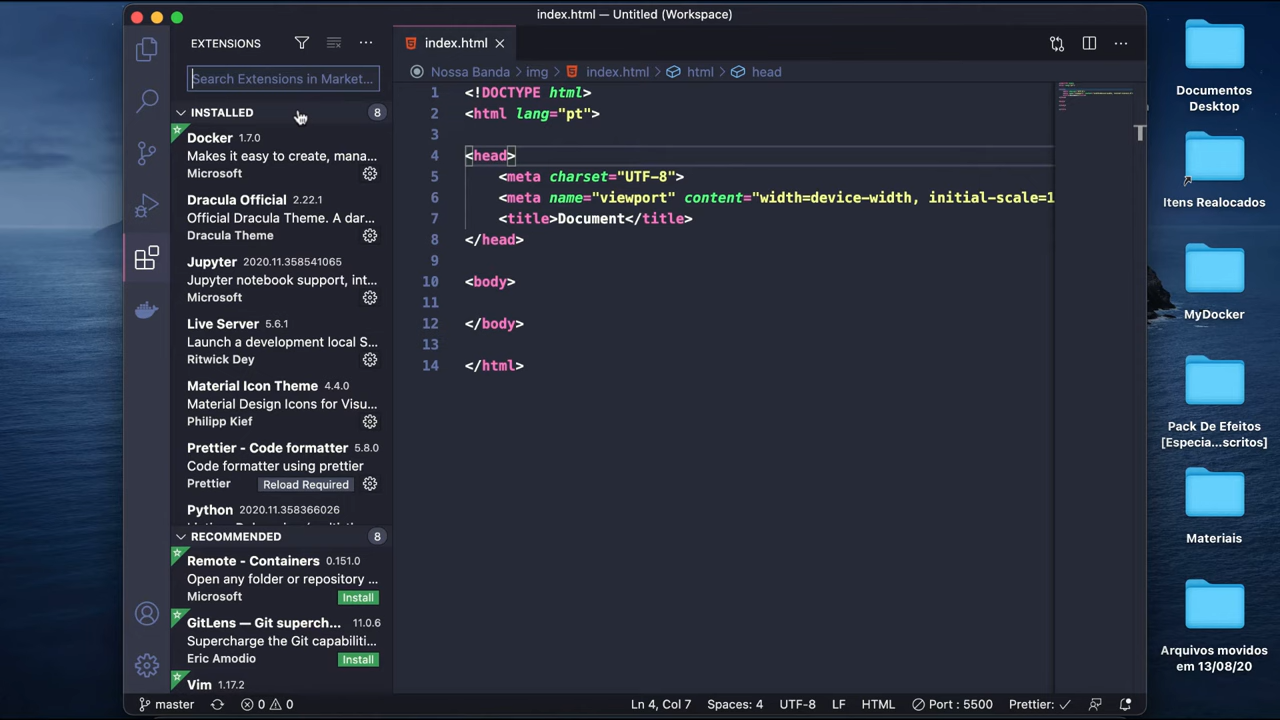 index.html — Untitled (Workspace)
EXTENSIONS
Search Extensions in Market...
INSTALLED 8
Docker 1.7.0
Makes it easy to create, mana...
Microsoft
Dracula Official 2.22.1
Official Dracula Theme. A dar...
Dracula Theme
Jupyter 2020.11.358541065
Jupyter notebook support, int...
Microsoft
Live Server 5.6.1
Launch a development local S...
Ritwick Dey
Material Icon Theme 4.4.0
Material Design Icons for Visu...
Philipp Kief
Prettier - Code formatter 5.8.0
Code formatter using prettier
Prettier Reload Required
Python 2020.11.358366026
RECOMMENDED 8
Remote - Containers 0.151.0
Open any folder or repository ...
Microsoft Install
GitLens — Git superch... 11.0.6
Supercharge the Git capabiliti...
Eric Amodio Install
Vim 1.17.2
index.html
Nossa Banda › img › index.html › html › head
1 <!DOCTYPE html>
2 <html lang="pt">
3
4 <head>
5 <meta charset="UTF-8">
6 <meta name="viewport" content="width=device-width, initial-scale=1
7 <title>Document</title>
8 </head>
9
10 <body>
11
12 </body>
13
14 </html>
master 0 0 Ln 4, Col 7 Spaces: 4 UTF-8 LF HTML Port : 5500 Prettier: ✓
Documentos
Desktop
Itens Realocados
MyDocker
Pack De Efeitos
[Especia...scritos]
Materiais
Arquivos movidos
em 13/08/20